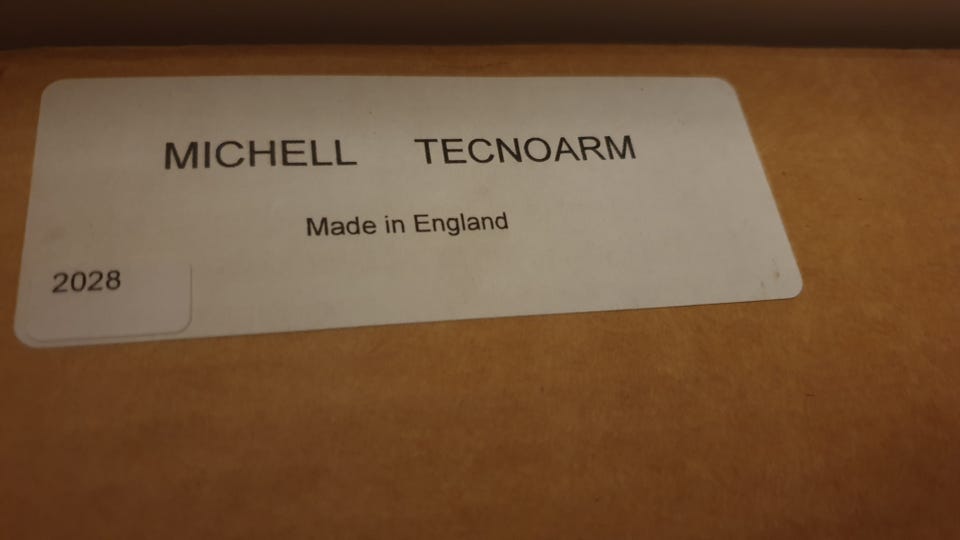 MICHELL TECNOARM
Made in England
2028